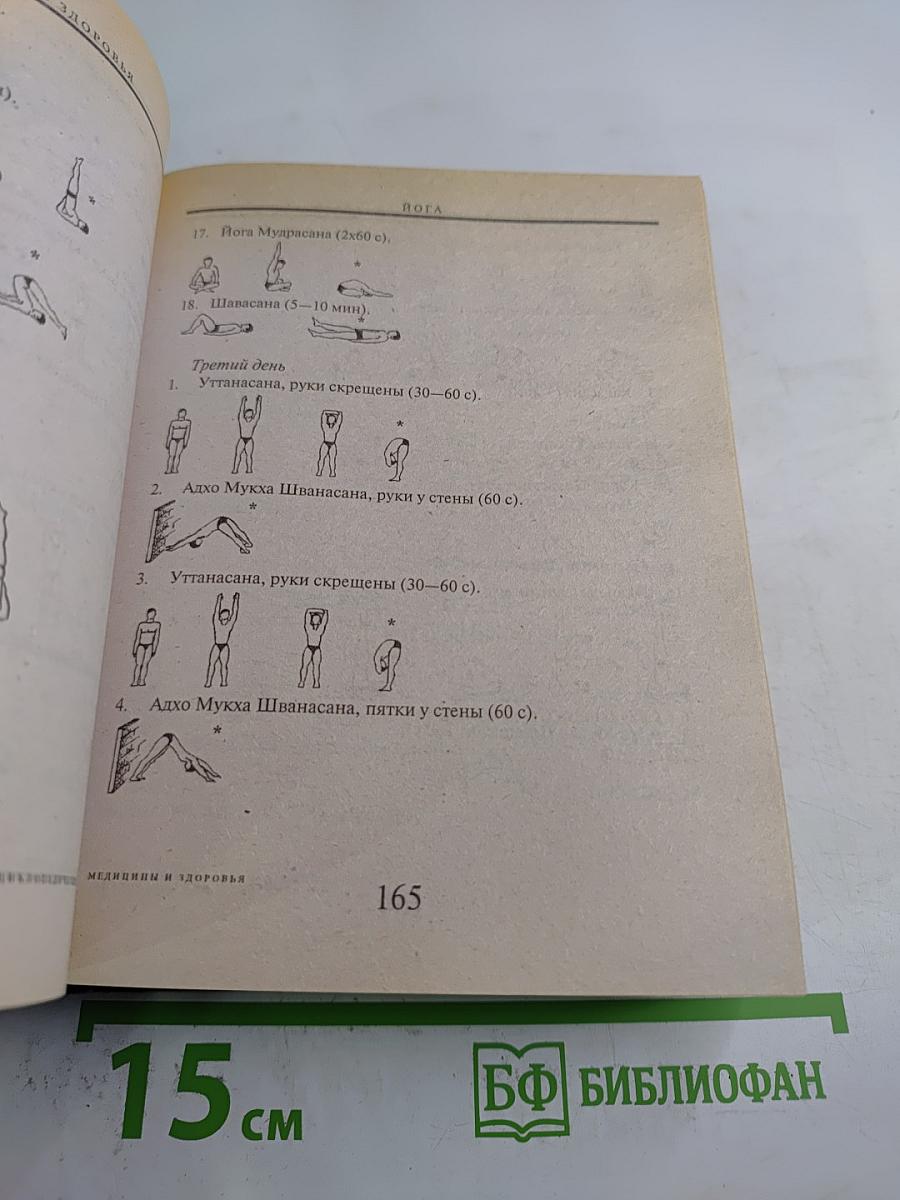 ЗДОРОВЬЯ
ЙОГА
17. Йога Мудрасана (2х60 с).
*
18. Шавасана (5—10 мин).
*
Третий день
1. Уттанасана, руки скрещены (30—60 с).
*
2. Адхо Мукха Шванасана, руки у стены (60 с).
*
3. Уттанасана, руки скрещены (30—60 с).
*
4. Адхо Мукха Шванасана, пятки у стены (60 с).
*
МЕДИЦИНЫ И ЗДОРОВЬЯ
165
15 см
БФ БИБЛИОФАН